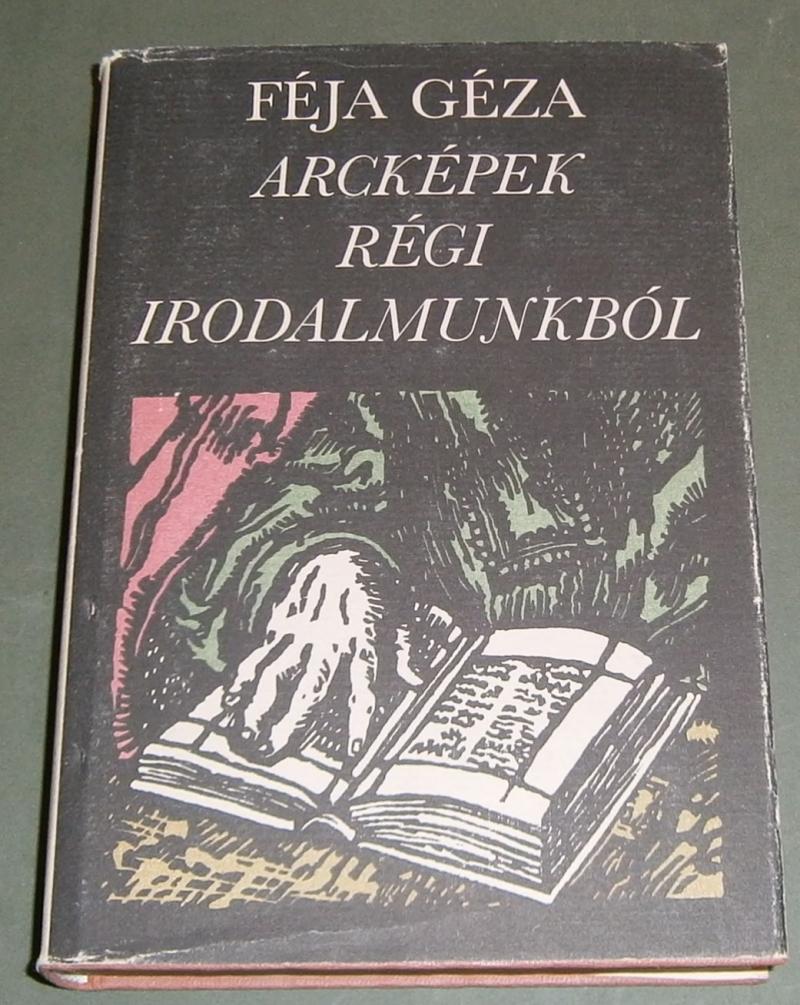 FÉJA GÉZA
ARCKÉPEK
RÉGI
IRODALMUNKBÓL